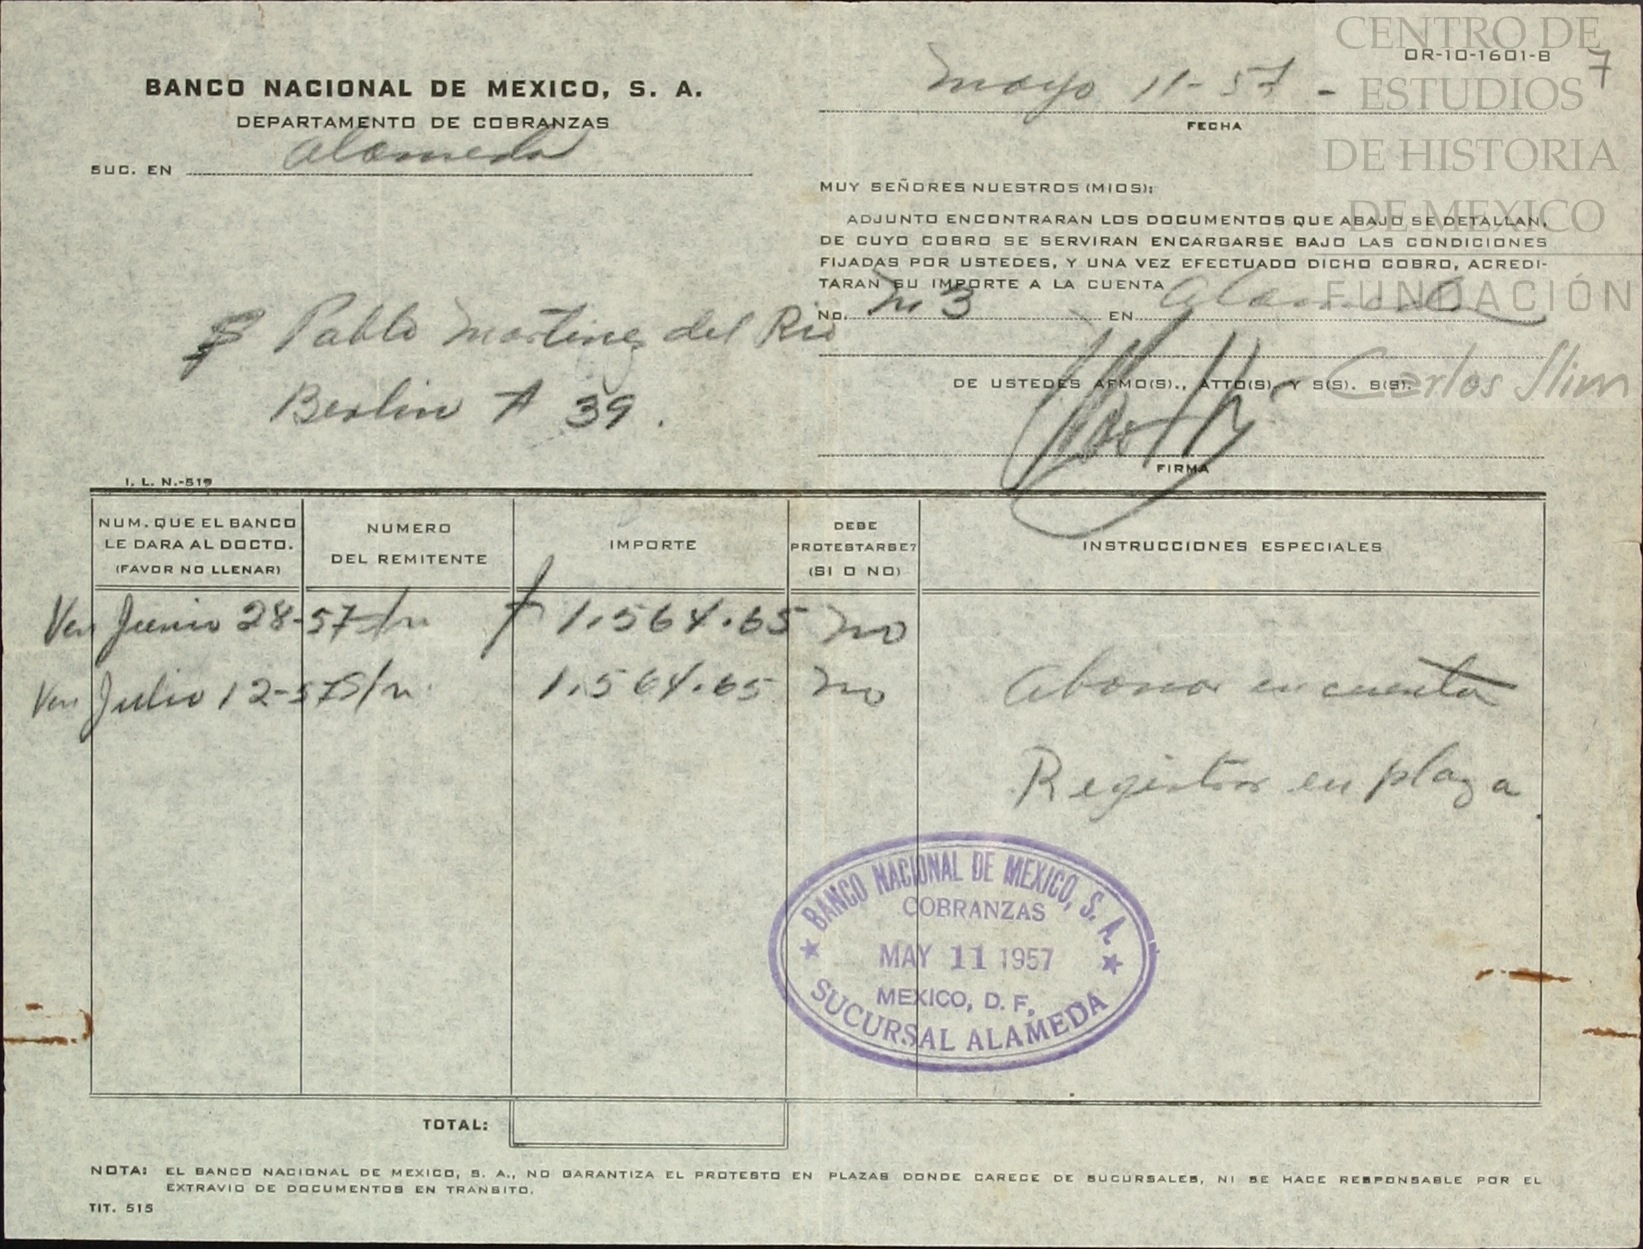 CENTRO DE
ESTUDIOS
DE HISTORIA
DE MEXICO
FUNDACIÓN
Carlos Slim
OR-10-1601-B
7
BANCO NACIONAL DE MEXICO, S. A.
DEPARTAMENTO DE COBRANZAS
SUC. EN Alameda
Mayo 11-57-
FECHA
MUY SEÑORES NUESTROS (MIOS):
ADJUNTO ENCONTRARAN LOS DOCUMENTOS QUE ABAJO SE DETALLAN,
DE CUYO COBRO SE SERVIRAN ENCARGARSE BAJO LAS CONDICIONES
FIJADAS POR USTEDES, Y UNA VEZ EFECTUADO DICHO COBRO, ACREDI-
TARAN SU IMPORTE A LA CUENTA
No. M 3 EN Alameda
Pablo Martinez del Rio
Berlin # 39.
DE USTEDES AFMO(S)., ATTO(S). Y S(S). S(S).
FIRMA
I. L. N.-519
NUM. QUE EL BANCO
LE DARA AL DOCTO.
(FAVOR NO LLENAR)
NUMERO
DEL REMITENTE
IMPORTE
DEBE
PROTESTARSE?
(SI O NO)
INSTRUCCIONES ESPECIALES
Ven Junio 28-57 S/n $ 1.564.65 no
Ven Julio 12-57 S/n. 1.564.65 no
Abonar en cuenta
Registrar en plaza.
BANCO NACIONAL DE MEXICO, S. A.
COBRANZAS
MAY 11 1957
MEXICO, D. F.
SUCURSAL ALAMEDA
TOTAL:
NOTA: EL BANCO NACIONAL DE MEXICO, S. A., NO GARANTIZA EL PROTESTO EN PLAZAS DONDE CARECE DE SUCURSALES, NI SE HACE RESPONSABLE POR EL
EXTRAVIO DE DOCUMENTOS EN TRANSITO.
TIT. 515